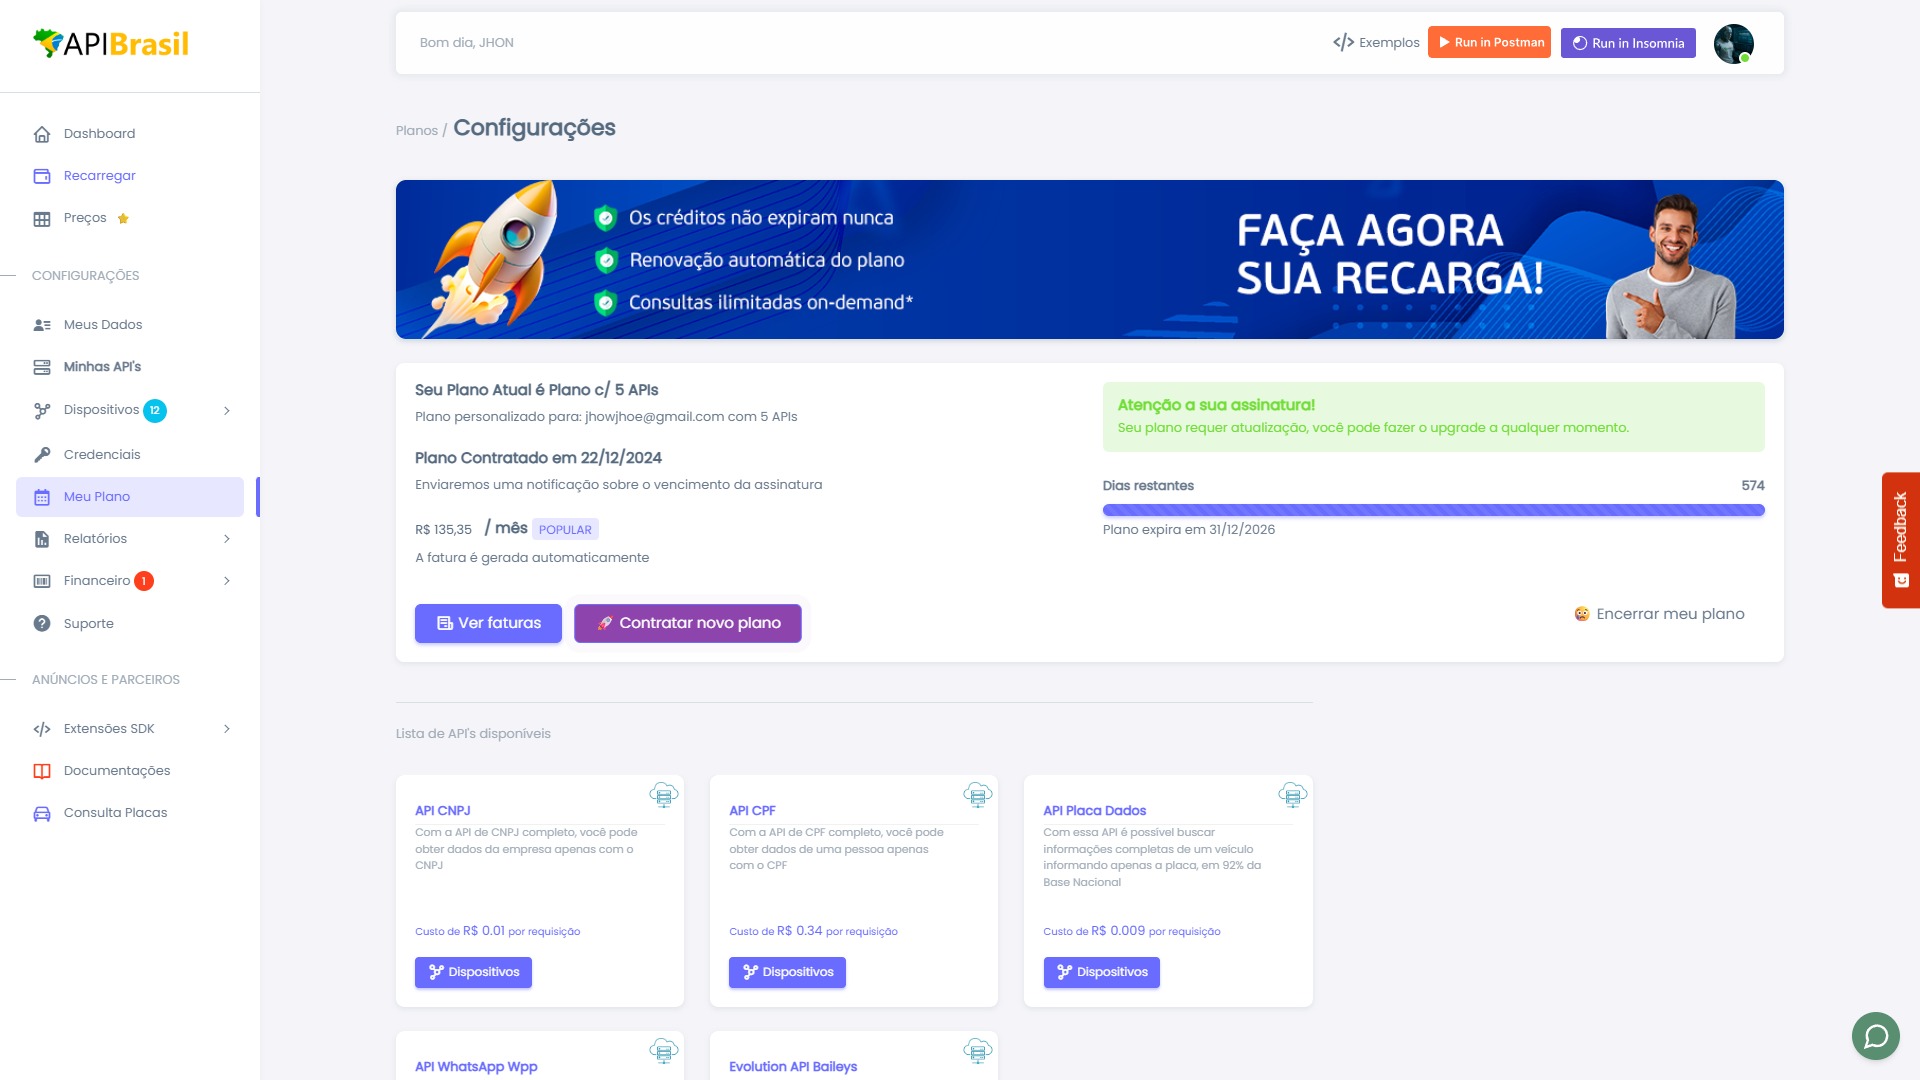 APIBrasil
Dashboard
Recarregar
Preços
CONFIGURAÇÕES
Meus Dados
Minhas API's
Dispositivos 12
Credenciais
Meu Plano
Relatórios
Financeiro 1
Suporte
ANÚNCIOS E PARCEIROS
Extensões SDK
Documentações
Consulta Placas
Bom dia, JHON
Exemplos
Run in Postman
Run in Insomnia
Planos / Configurações
Os créditos não expiram nunca
Renovação automática do plano
Consultas ilimitadas on-demand*
FAÇA AGORA
SUA RECARGA!
Seu Plano Atual é Plano c/ 5 APIs
Plano personalizado para: jhowjhoe@gmail.com com 5 APIs
Plano Contratado em 22/12/2024
Enviaremos uma notificação sobre o vencimento da assinatura
R$ 135,35 / mês POPULAR
A fatura é gerada automaticamente
Ver faturas
Contratar novo plano
Atenção a sua assinatura!
Seu plano requer atualização, você pode fazer o upgrade a qualquer momento.
Dias restantes 574
Plano expira em 31/12/2026
Encerrar meu plano
Feedback
Lista de API's disponíveis
API CNPJ
Com a API de CNPJ completo, você pode
obter dados da empresa apenas com o
CNPJ
Custo de R$ 0.01 por requisição
Dispositivos
API CPF
Com a API de CPF completo, você pode
obter dados de uma pessoa apenas
com o CPF
Custo de R$ 0.34 por requisição
Dispositivos
API Placa Dados
Com essa API é possível buscar
informações completas de um veículo
informando apenas a placa, em 92% da
Base Nacional
Custo de R$ 0.009 por requisição
Dispositivos
API WhatsApp Wpp
Evolution API Baileys